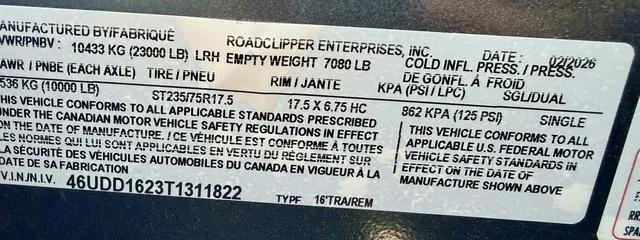 MANUFACTURED BY/FABRIQUÉ ROADCLIPPER ENTERPRISES, INC. DATE: 02/2026
VWR/PNBV: 10433 KG (23000 LB) LRH EMPTY WEIGHT 7080 LB COLD INFL. PRESS. / PRESS.
DE GONFL. À FROID
AWR / PNBE (EACH AXLE) TIRE / PNEU RIM / JANTE KPA (PSI / LPC) SGL/DUAL
536 KG (10000 LB) ST235/75R17.5 17.5 X 6.75 HC 862 KPA (125 PSI) SINGLE
THIS VEHICLE CONFORMS TO ALL APPLICABLE STANDARDS PRESCRIBED
UNDER THE CANADIAN MOTOR VEHICLE SAFETY REGULATIONS IN EFFECT
ON THE DATE OF MANUFACTURE. / CE VÉHICULE EST CONFORME À TOUTES
LES NORMES QUI LUI SONT APPLICABLES EN VERTU DU RÈGLEMENT SUR
LA SÉCURITÉ DES VÉHICULES AUTOMOBILES DU CANADA EN VIGUEUR À LA
DATE DE SA FABRICATION
THIS VEHICLE CONFORMS TO ALL
APPLICABLE U.S. FEDERAL MOTOR
VEHICLE SAFETY STANDARDS IN
EFFECT ON THE DATE OF
MANUFACTURE SHOWN ABOVE
V.I.N./N.I.V. 46UDD1623T1311822 TYPE 16'TRA/REM